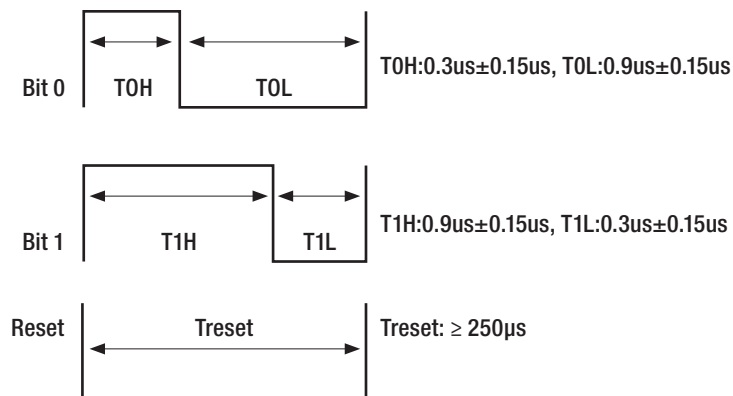 T0H T0L
Bit 0
T0H:0.3us±0.15us, T0L:0.9us±0.15us
T1H T1L
Bit 1
T1H:0.9us±0.15us, T1L:0.3us±0.15us
Reset Treset Treset: ≥ 250μs